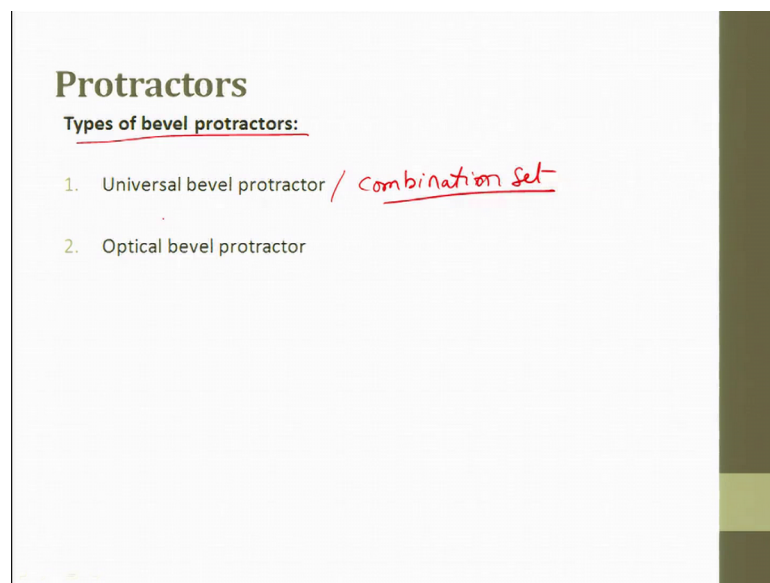 Protractors
Types of bevel protractors:
1. Universal bevel protractor / Combination Set
2. Optical bevel protractor